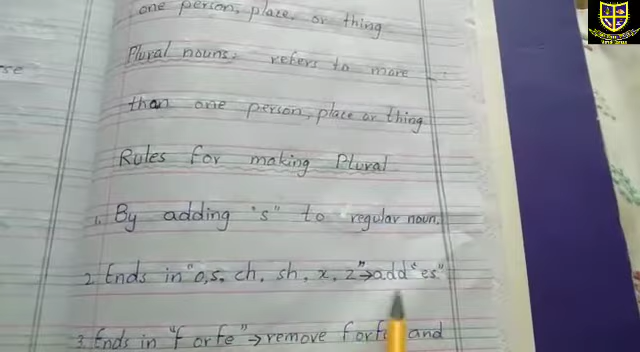 one person, place, or thing
Plural nouns: refers to more
than one person, place or thing
Rules for making Plural
1. By adding "s" to regular noun.
2. Ends in "o, s, ch, sh, x, z" → add "es"
3. Ends in "f or fe" → remove f or fe and